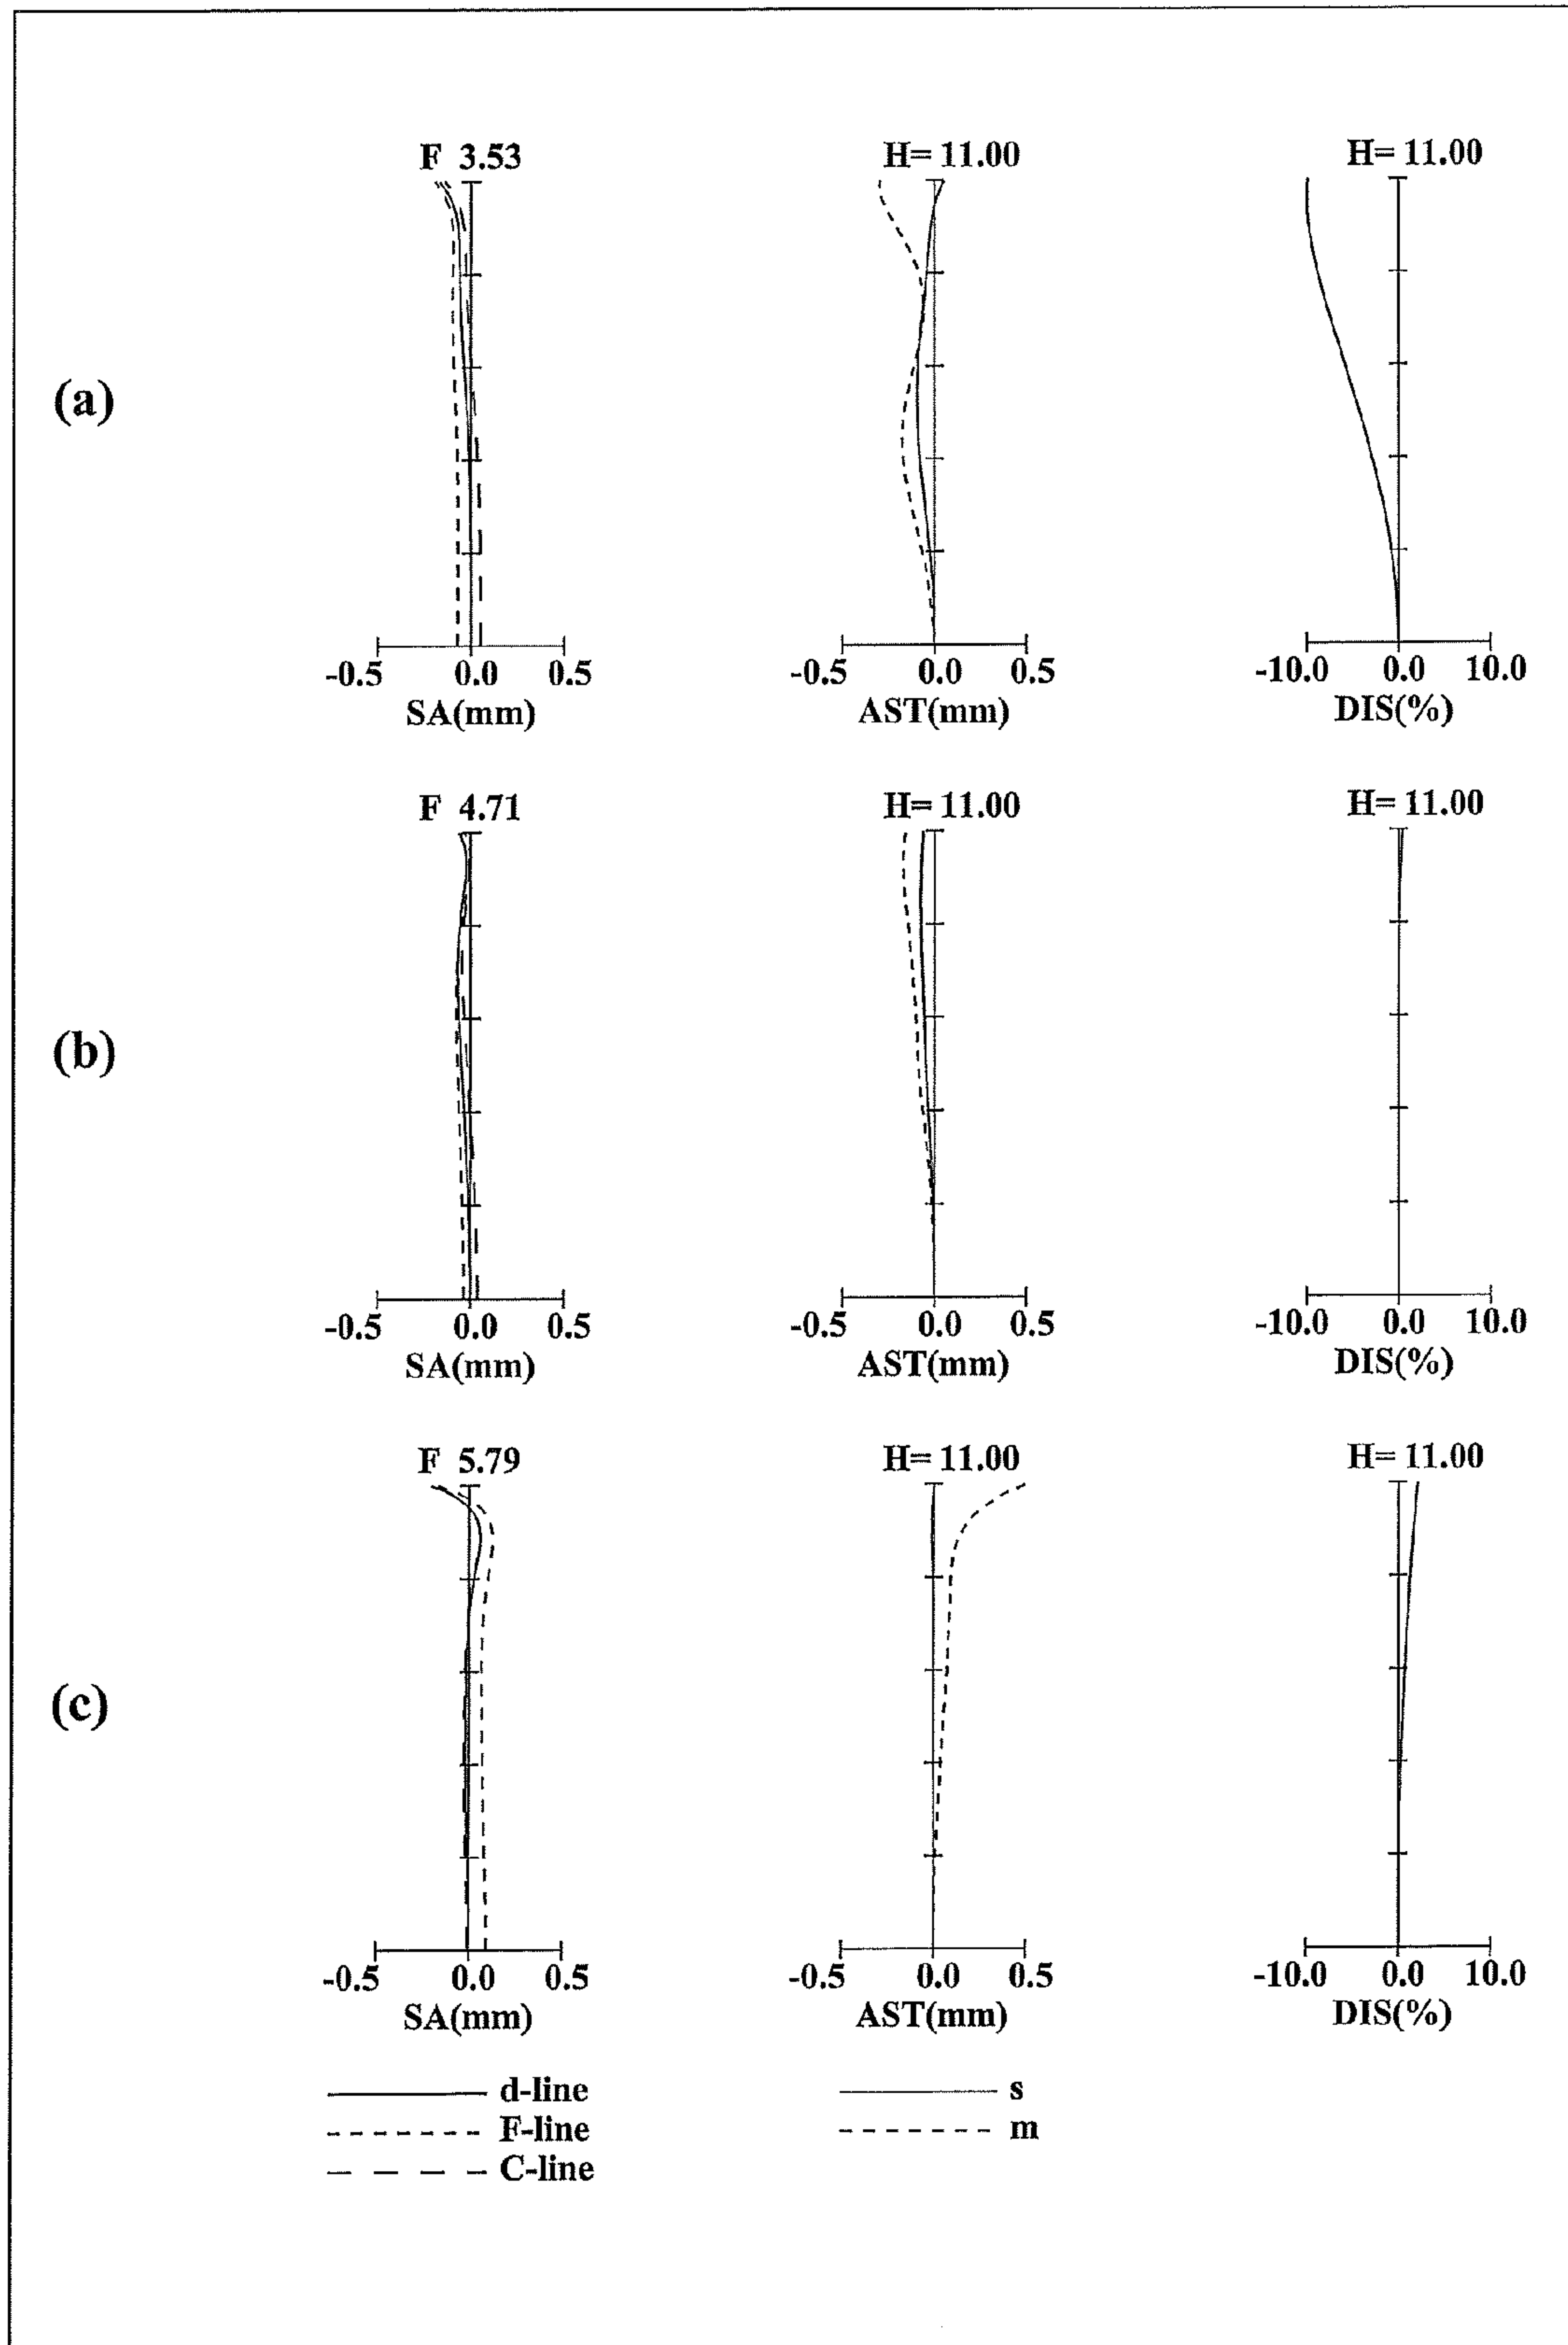 F 3.53 H= 11.00 H= 11.00
(a)
-0.5 0.0 0.5 -0.5 0.0 0.5 -10.0 0.0 10.0
SA(mm) AST(mm) DIS(%)
F 4.71 H= 11.00 H= 11.00
(b)
-0.5 0.0 0.5 -0.5 0.0 0.5 -10.0 0.0 10.0
SA(mm) AST(mm) DIS(%)
F 5.79 H= 11.00 H= 11.00
(c)
-0.5 0.0 0.5 -0.5 0.0 0.5 -10.0 0.0 10.0
SA(mm) AST(mm) DIS(%)
d-line s
F-line m
C-line